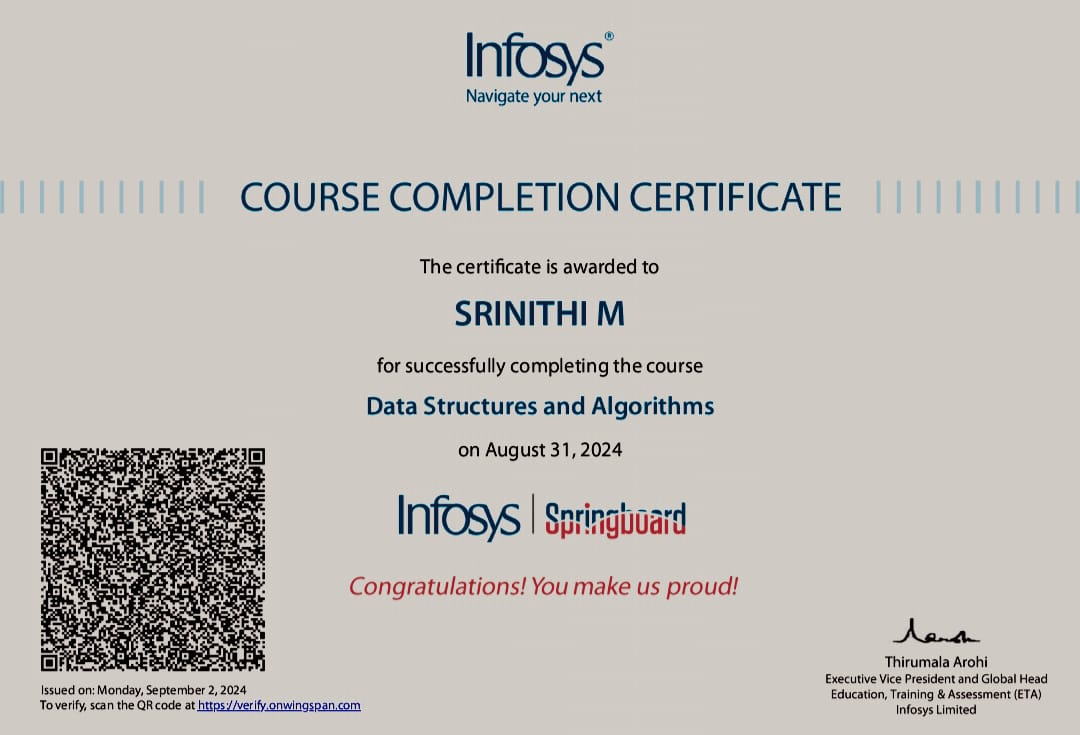 Infosys®
Navigate your next
COURSE COMPLETION CERTIFICATE
The certificate is awarded to
SRINITHI M
for successfully completing the course
Data Structures and Algorithms
on August 31, 2024
Infosys | Springboard
Congratulations! You make us proud!
Issued on: Monday, September 2, 2024
To verify, scan the QR code at https://verify.onwingspan.com
Thirumala Arohi
Executive Vice President and Global Head
Education, Training & Assessment (ETA)
Infosys Limited